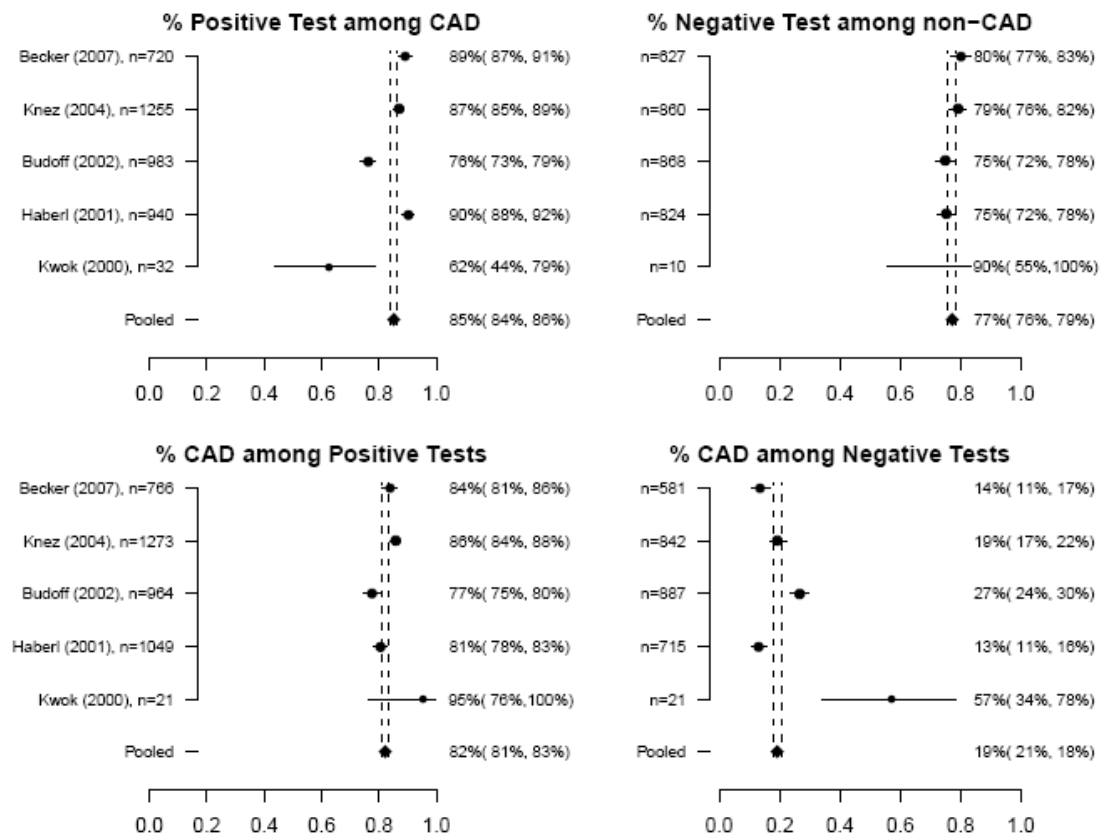 % Positive Test among CAD
Becker (2007), n=720 89%( 87%, 91%)
Knez (2004), n=1255 87%( 85%, 89%)
Budoff (2002), n=983 76%( 73%, 79%)
Haberl (2001), n=940 90%( 88%, 92%)
Kwok (2000), n=32 62%( 44%, 79%)
Pooled 85%( 84%, 86%)
0.0 0.2 0.4 0.6 0.8 1.0
% Negative Test among non−CAD
n=627 80%( 77%, 83%)
n=860 79%( 76%, 82%)
n=868 75%( 72%, 78%)
n=824 75%( 72%, 78%)
n=10 90%( 55%,100%)
Pooled 77%( 76%, 79%)
0.0 0.2 0.4 0.6 0.8 1.0
% CAD among Positive Tests
Becker (2007), n=766 84%( 81%, 86%)
Knez (2004), n=1273 86%( 84%, 88%)
Budoff (2002), n=964 77%( 75%, 80%)
Haberl (2001), n=1049 81%( 78%, 83%)
Kwok (2000), n=21 95%( 76%,100%)
Pooled 82%( 81%, 83%)
0.0 0.2 0.4 0.6 0.8 1.0
% CAD among Negative Tests
n=581 14%( 11%, 17%)
n=842 19%( 17%, 22%)
n=887 27%( 24%, 30%)
n=715 13%( 11%, 16%)
n=21 57%( 34%, 78%)
Pooled 19%( 21%, 18%)
0.0 0.2 0.4 0.6 0.8 1.0